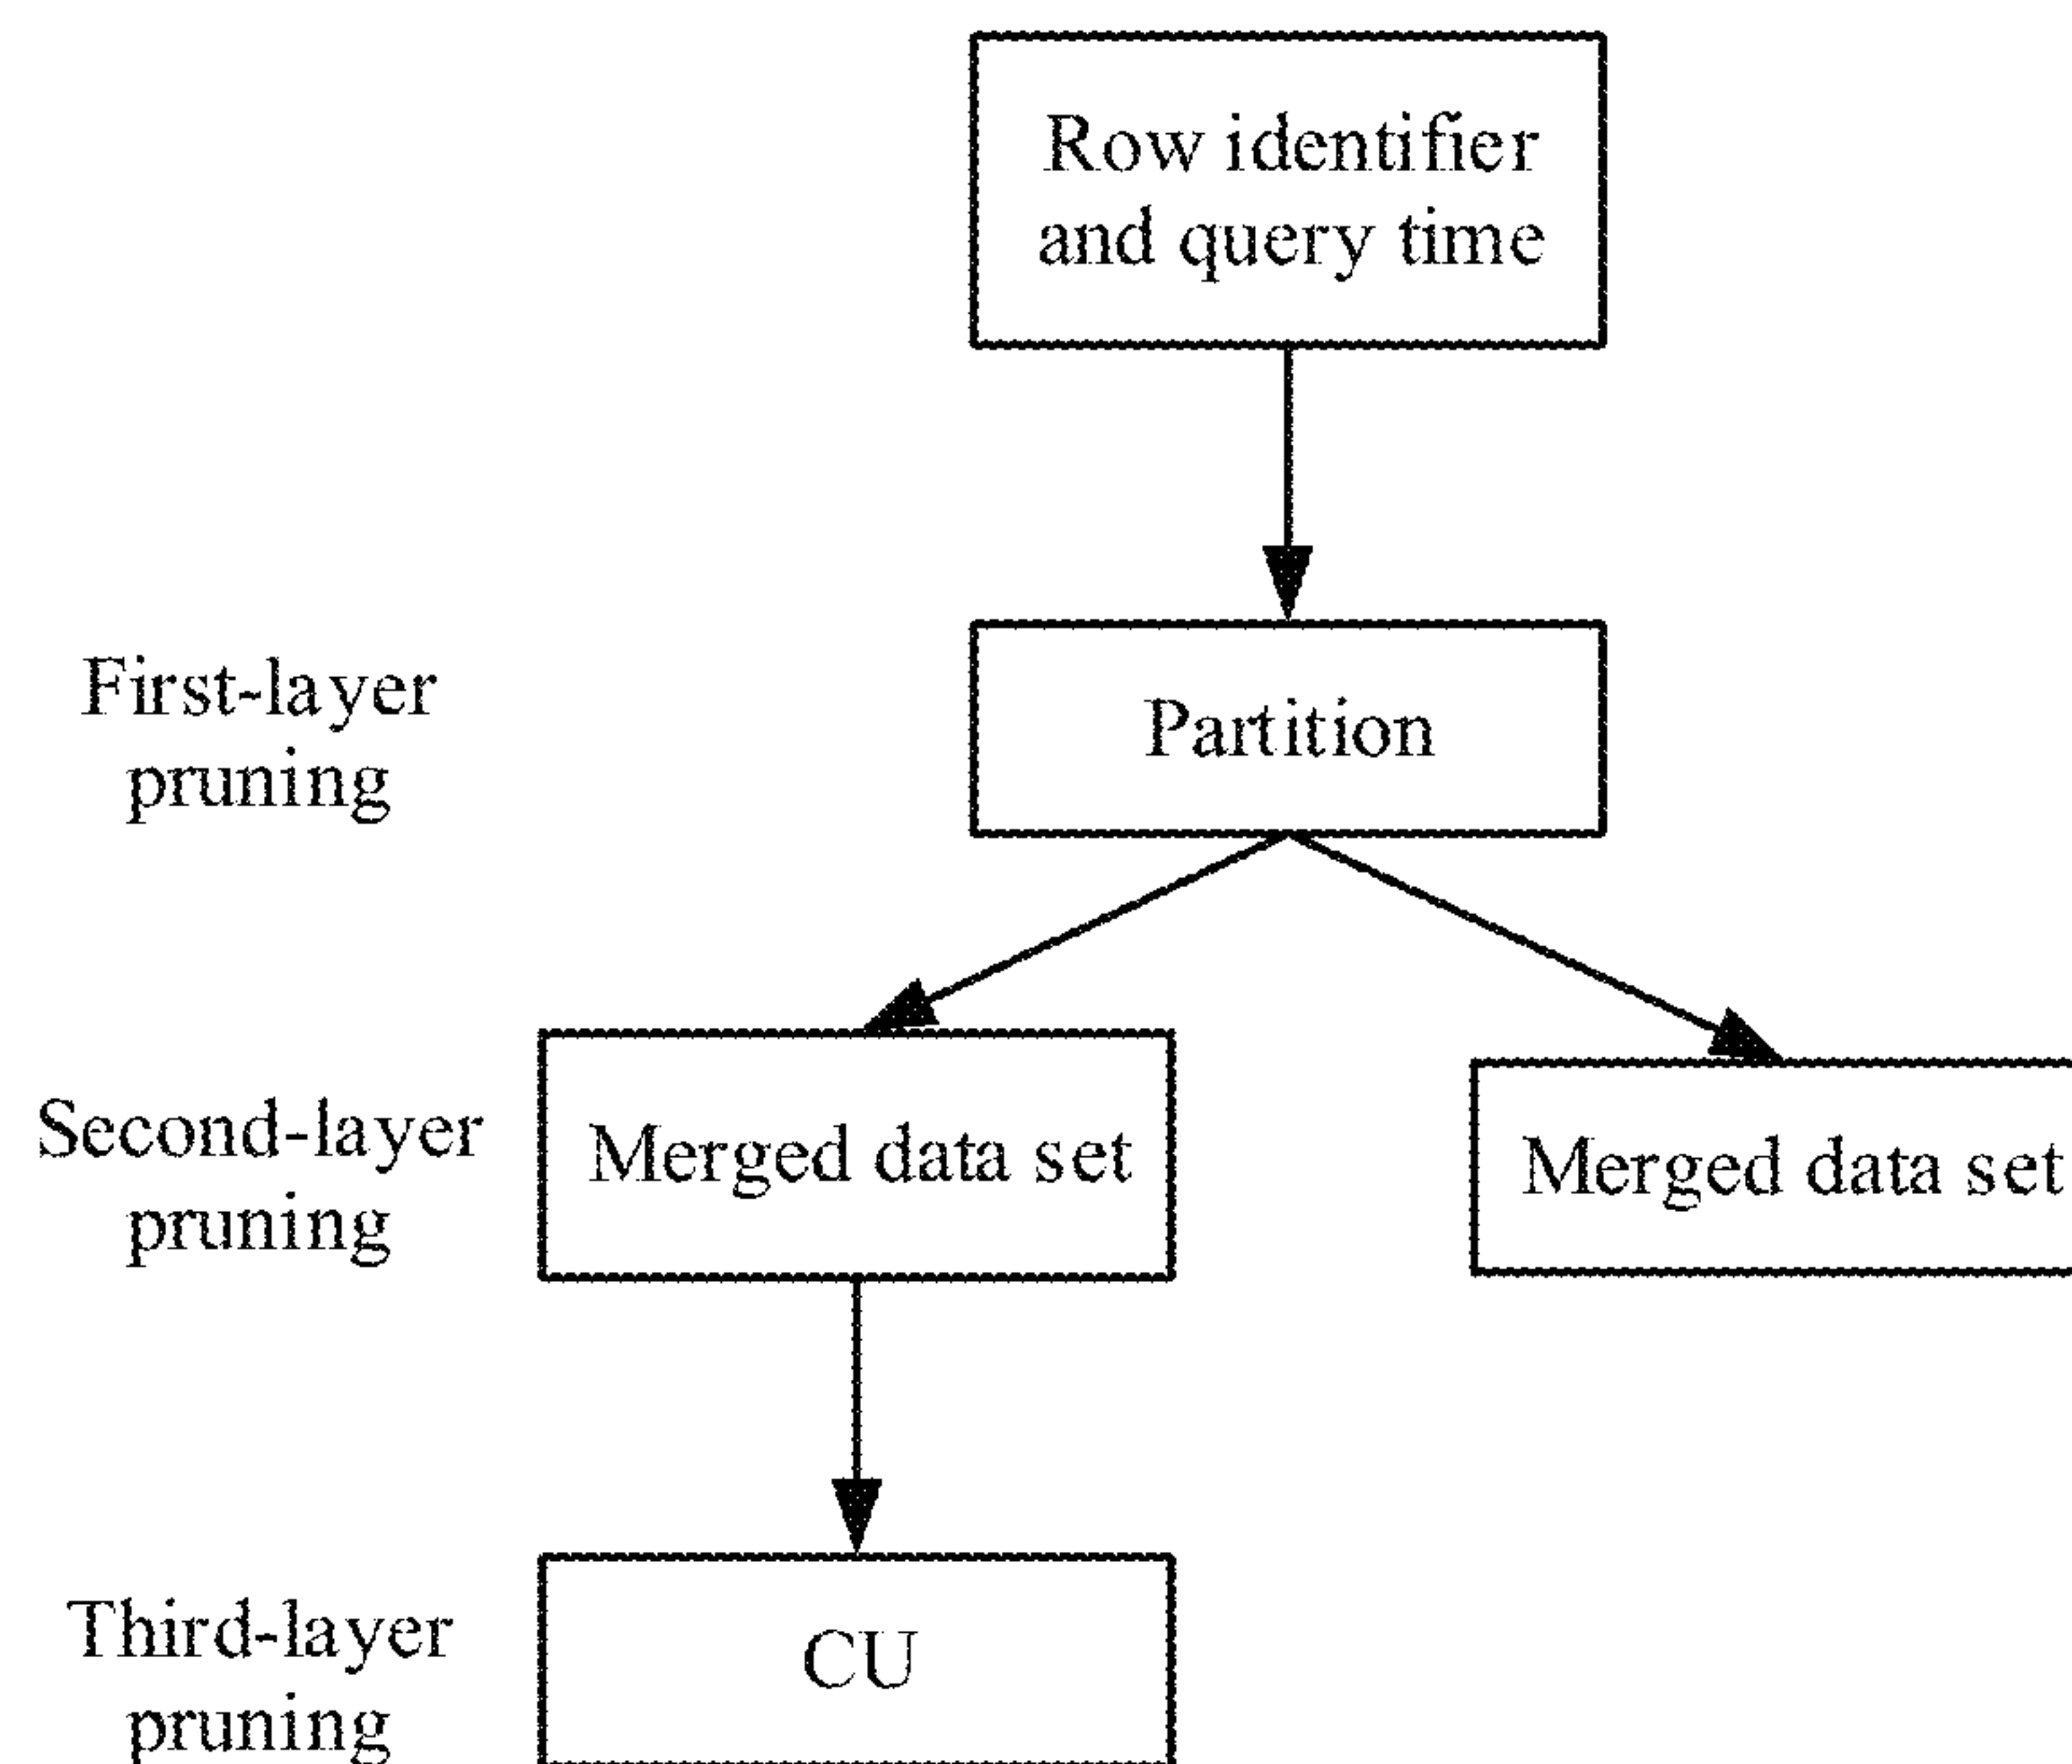 Row identifier
and query time
First-layer
pruning
Partition
Second-layer
pruning
Merged data set
Merged data set
Third-layer
pruning
CU